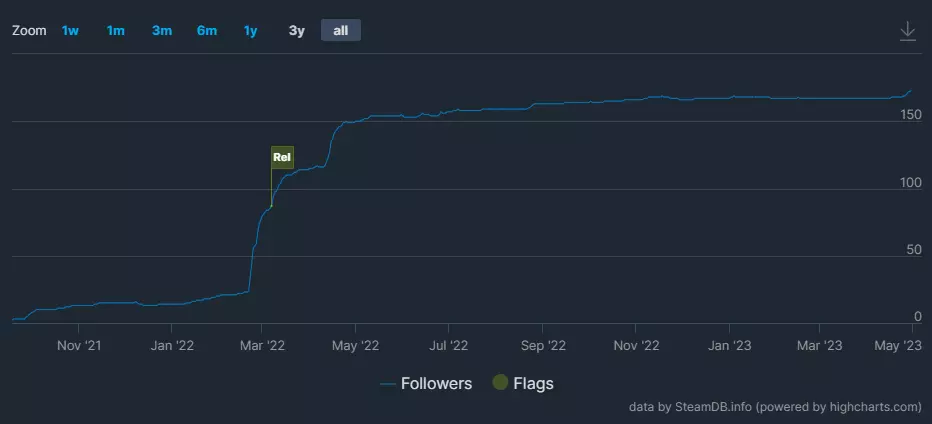 Zoom 1w 1m 3m 6m 1y 3y all
Rel
150
100
50
0
Nov '21 Jan '22 Mar '22 May '22 Jul '22 Sep '22 Nov '22 Jan '23 Mar '23 May '23
Followers Flags
data by SteamDB.info (powered by highcharts.com)